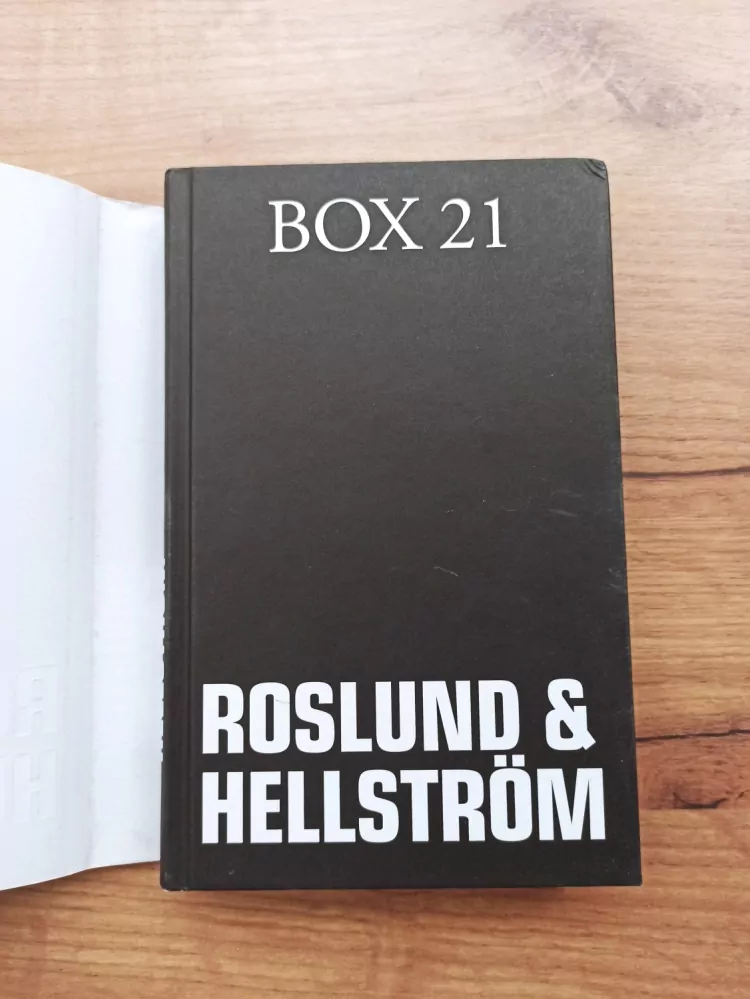 BOX 21
ROSLUND &
HELLSTRÖM